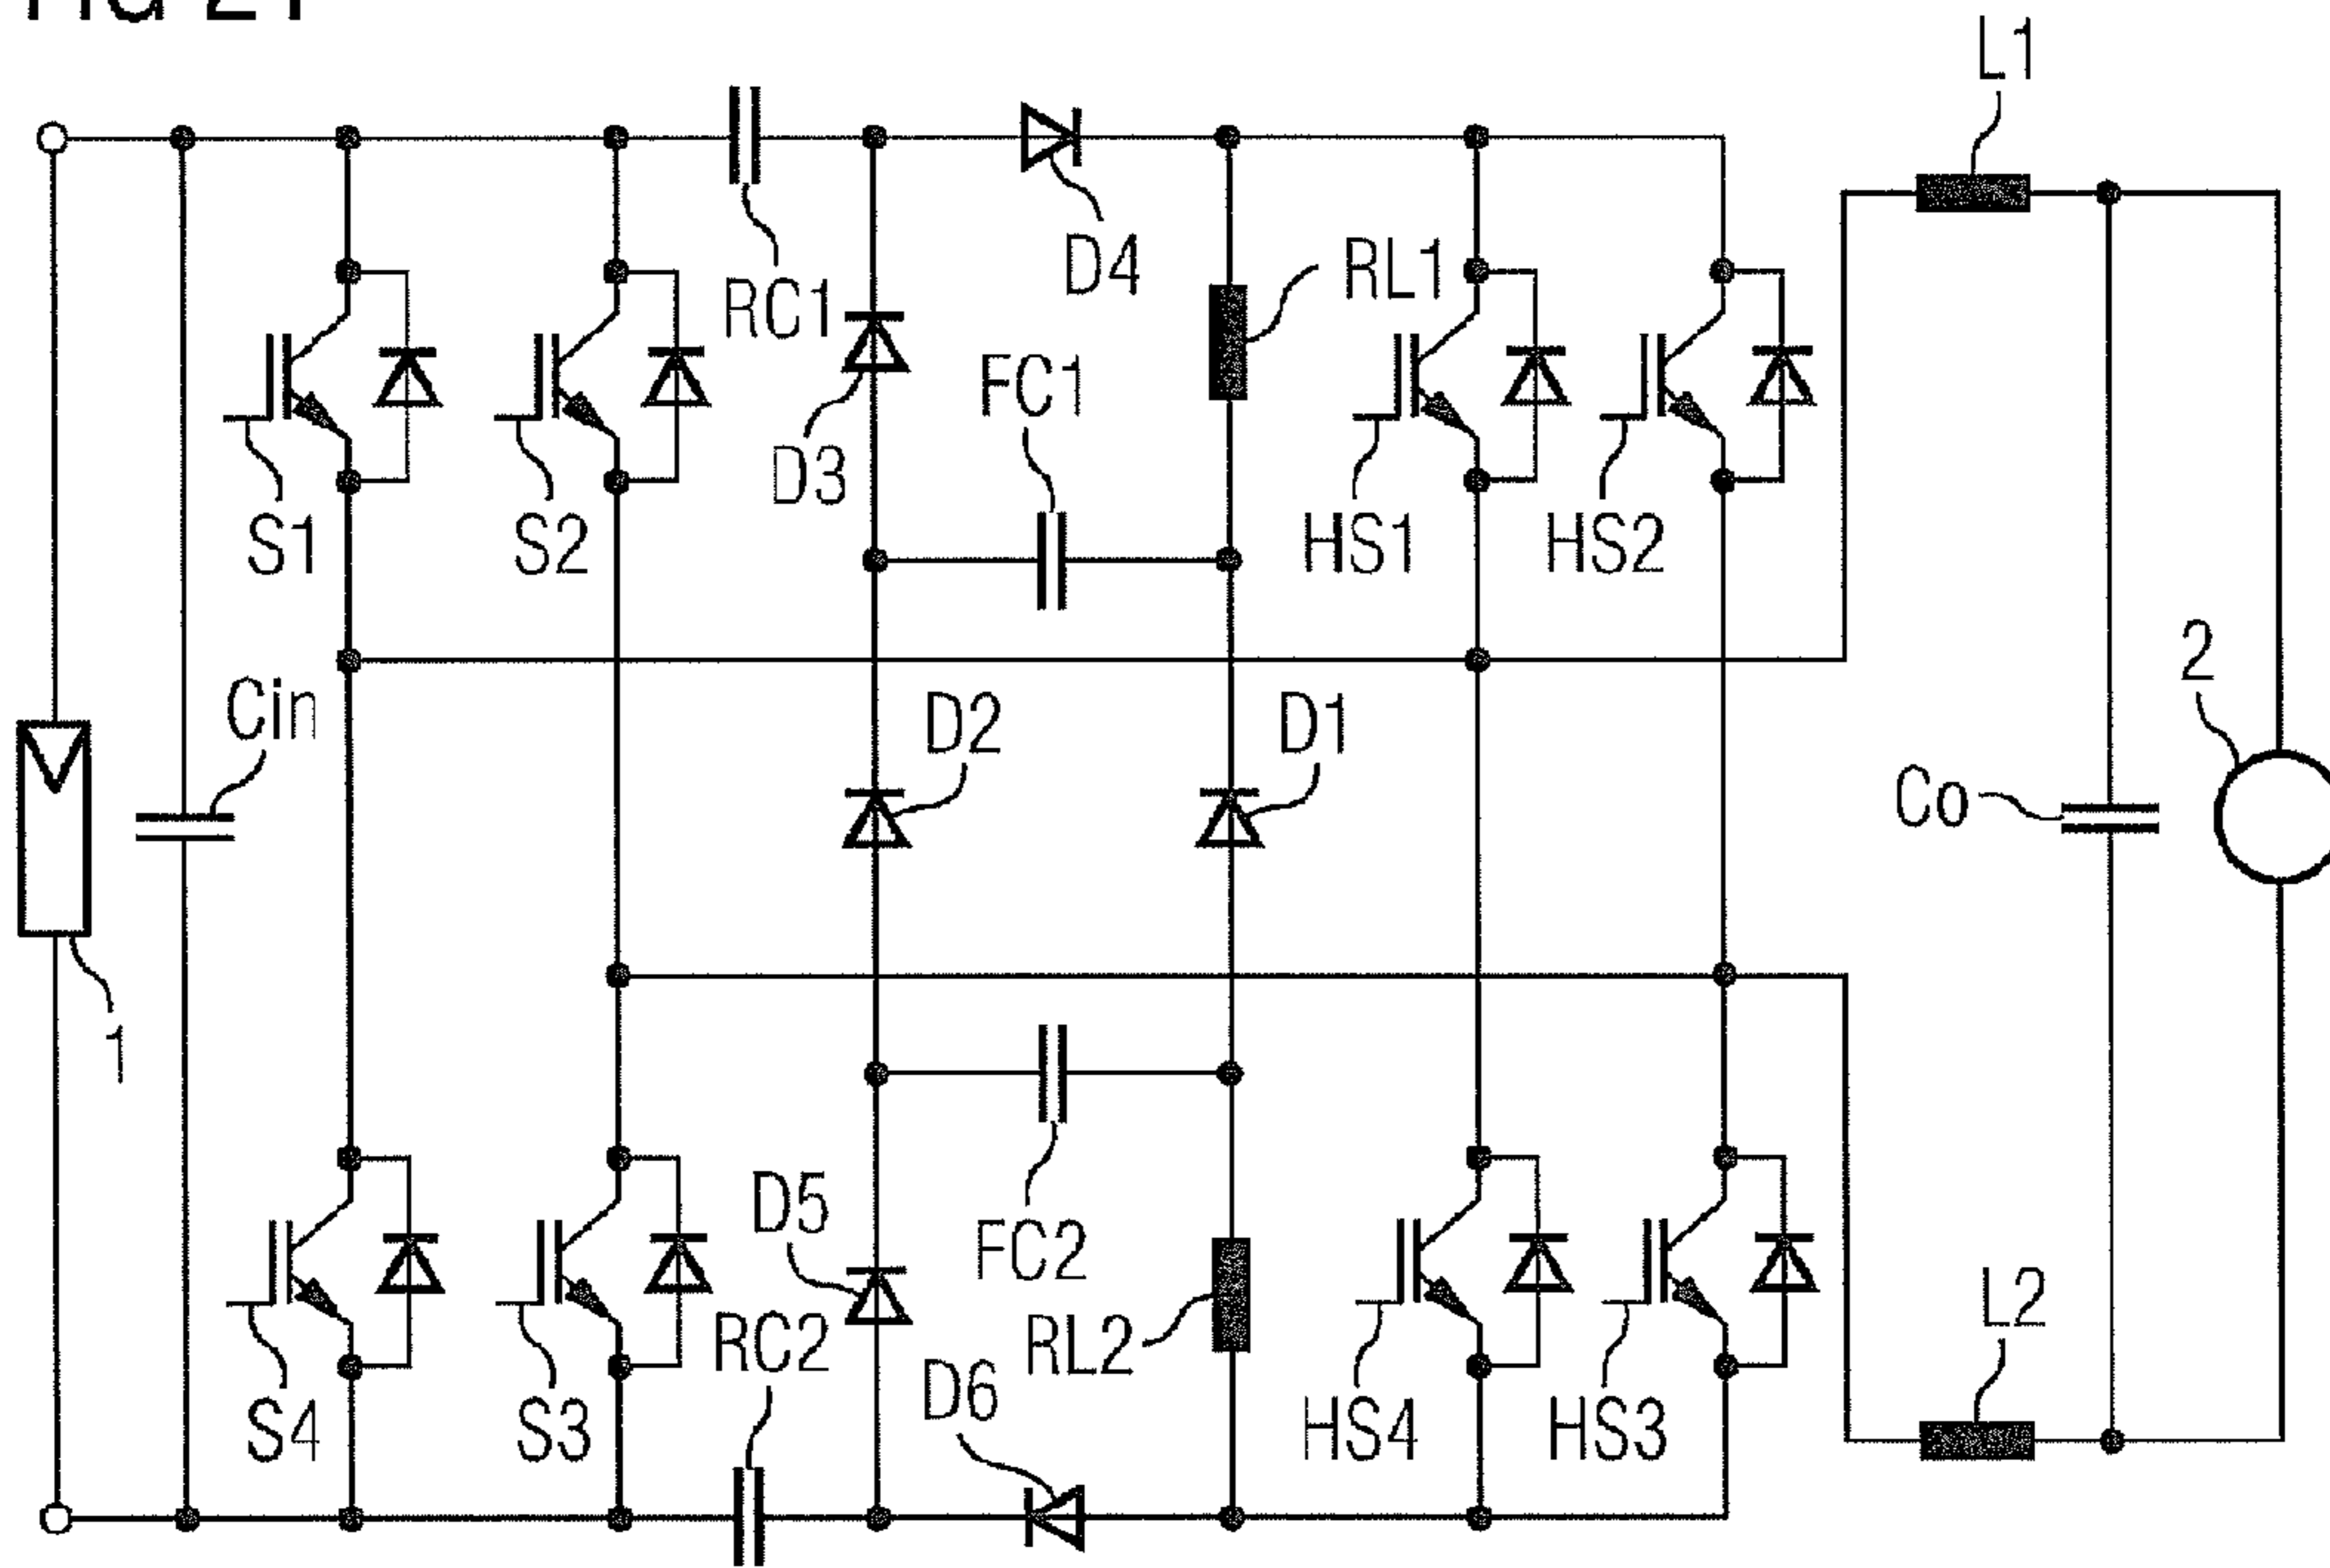 L1
D4
RL1
RC1
FC1
D3
S1
S2
HS1
HS2
Cin
D2
D1
2
Co
1
D5
FC2
RC2
RL2
L2
D6
S4
S3
HS4
HS3